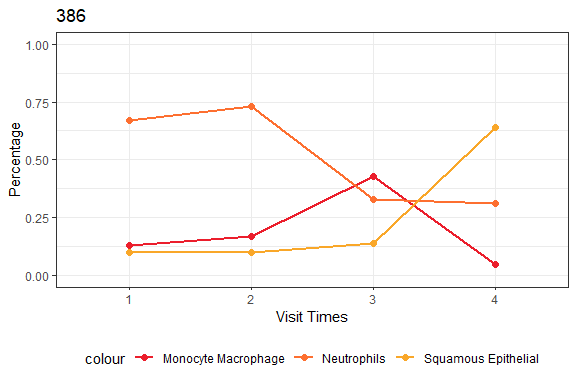 386
1.00
0.75
0.50
0.25
0.00
Percentage
1 2 3 4
Visit Times
colour Monocyte Macrophage Neutrophils Squamous Epithelial